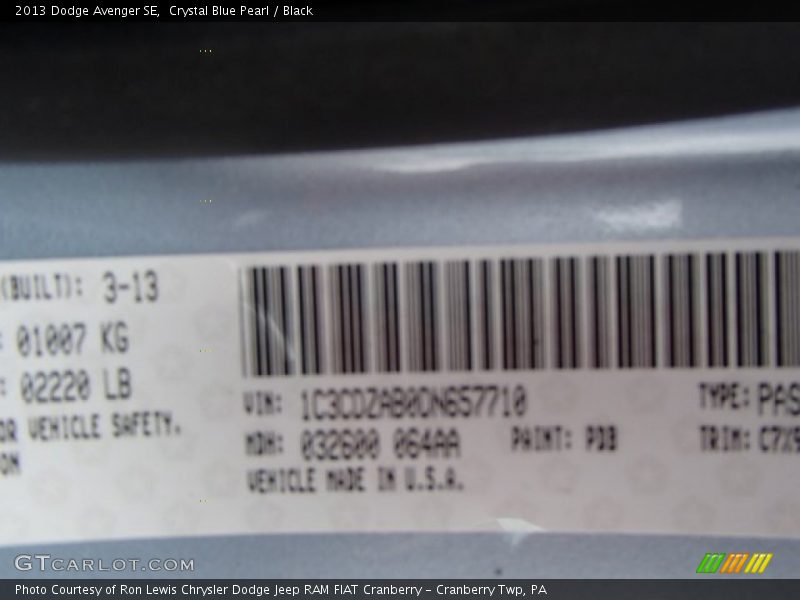 2013 Dodge Avenger SE, Crystal Blue Pearl / Black
(BUILT): 3-13
: 01007 KG
: 02220 LB
OR VEHICLE SAFETY.
ON
VIN: 1C3CDZAB0DN657710 TYPE: PAS
MDH: 032600 064AA PAINT: PBB TRIM: C7X9
VEHICLE MADE IN U.S.A.
GTCARLOT.COM
Photo Courtesy of Ron Lewis Chrysler Dodge Jeep RAM FIAT Cranberry – Cranberry Twp, PA